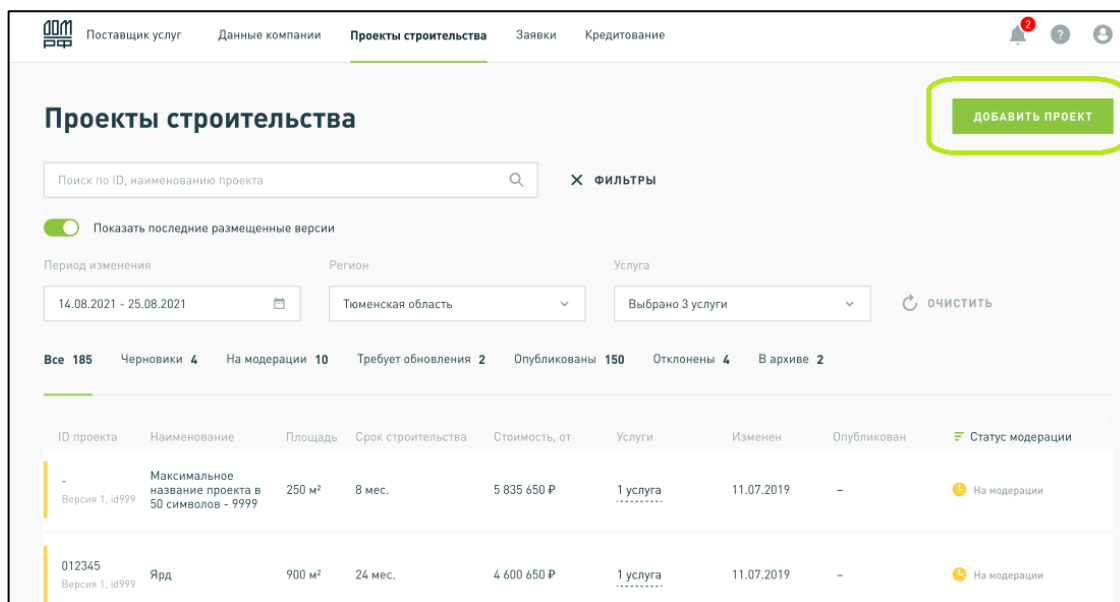 ДОМ
РФ
Поставщик услуг Данные компании Проекты строительства Заявки Кредитование 2 ?
Проекты строительства ДОБАВИТЬ ПРОЕКТ
Поиск по ID, наименованию проекта ФИЛЬТРЫ
Показать последние размещенные версии
Период изменения Регион Услуга
14.08.2021 - 25.08.2021 Тюменская область Выбрано 3 услуги ОЧИСТИТЬ
Все 185 Черновики 4 На модерации 10 Требует обновления 2 Опубликованы 150 Отклонены 4 В архиве 2
ID проекта Наименование Площадь Срок строительства Стоимость, от Услуги Изменен Опубликован Статус модерации
-
Версия 1, id999
Максимальное
название проекта в
50 символов - 9999
250 м² 8 мес. 5 835 650 ₽ 1 услуга 11.07.2019 – На модерации
012345
Версия 1, id999
Ярд 900 м² 24 мес. 4 600 650 ₽ 1 услуга 11.07.2019 – На модерации